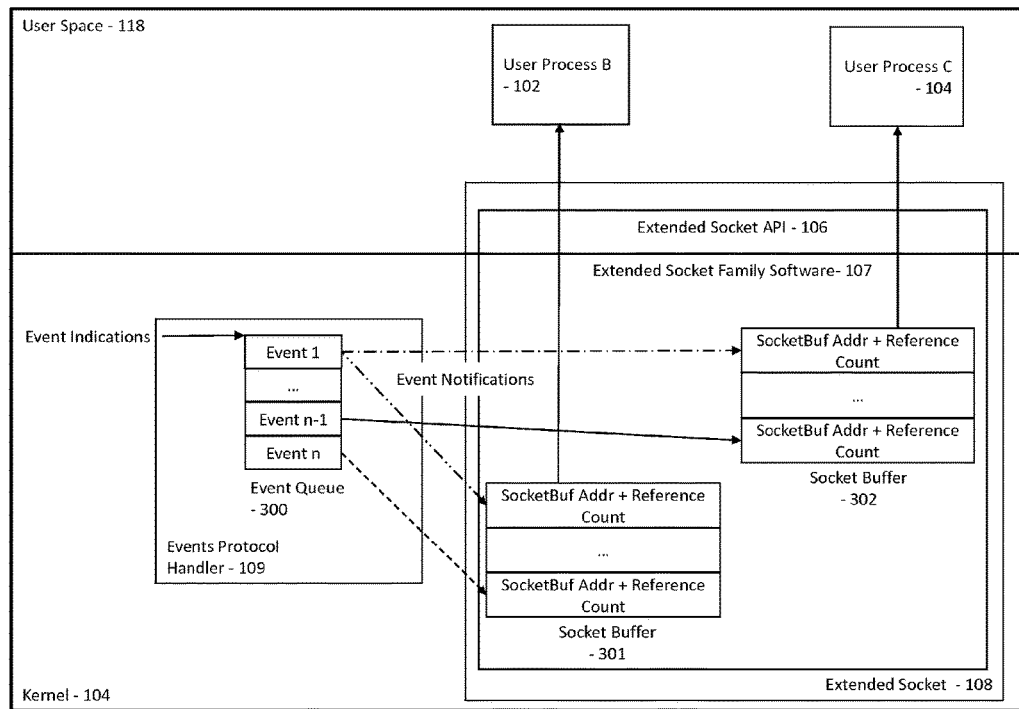 User Space - 118
User Process B
- 102
User Process C
- 104
Extended Socket API - 106
Extended Socket Family Software- 107
Event Indications
Event 1
...
Event n-1
Event n
Event Queue
- 300
Events Protocol
Handler - 109
Event Notifications
SocketBuf Addr + Reference
Count
...
SocketBuf Addr + Reference
Count
Socket Buffer
- 302
SocketBuf Addr + Reference
Count
...
SocketBuf Addr + Reference
Count
Socket Buffer
- 301
Extended Socket - 108
Kernel - 104